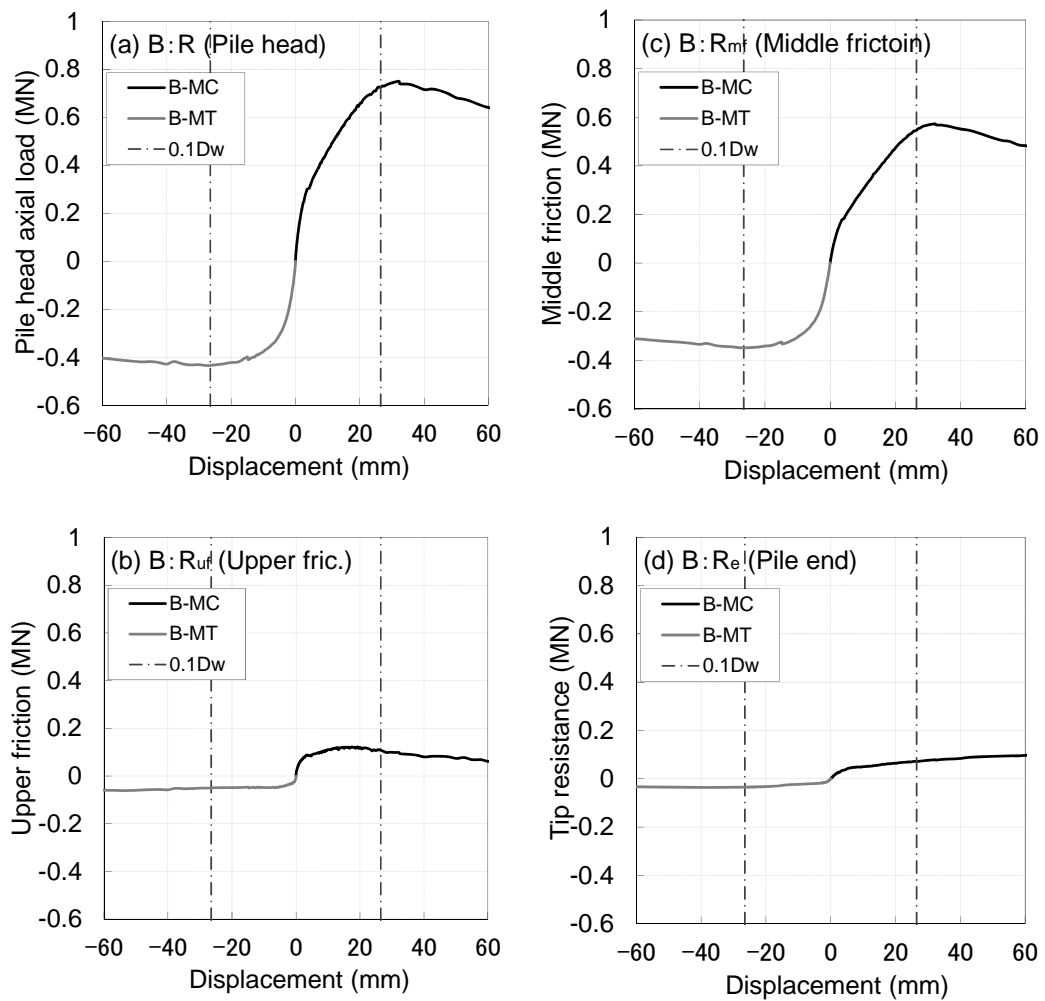 (a) B:R (Pile head)
B-MC
B-MT
0.1Dw
Pile head axial load (MN)
1
0.8
0.6
0.4
0.2
0
-0.2
-0.4
-0.6
−60 −40 −20 0 20 40 60
Displacement (mm)
(c) B:Rmf (Middle frictoin)
B-MC
B-MT
0.1Dw
Middle friction (MN)
1
0.8
0.6
0.4
0.2
0
-0.2
-0.4
-0.6
−60 −40 −20 0 20 40 60
Displacement (mm)
(b) B:Ruf (Upper fric.)
B-MC
B-MT
0.1Dw
Upper friction (MN)
1
0.8
0.6
0.4
0.2
0
-0.2
-0.4
-0.6
−60 −40 −20 0 20 40 60
Displacement (mm)
(d) B:Re (Pile end)
B-MC
B-MT
0.1Dw
Tip resistance (MN)
1
0.8
0.6
0.4
0.2
0
-0.2
-0.4
-0.6
−60 −40 −20 0 20 40 60
Displacement (mm)